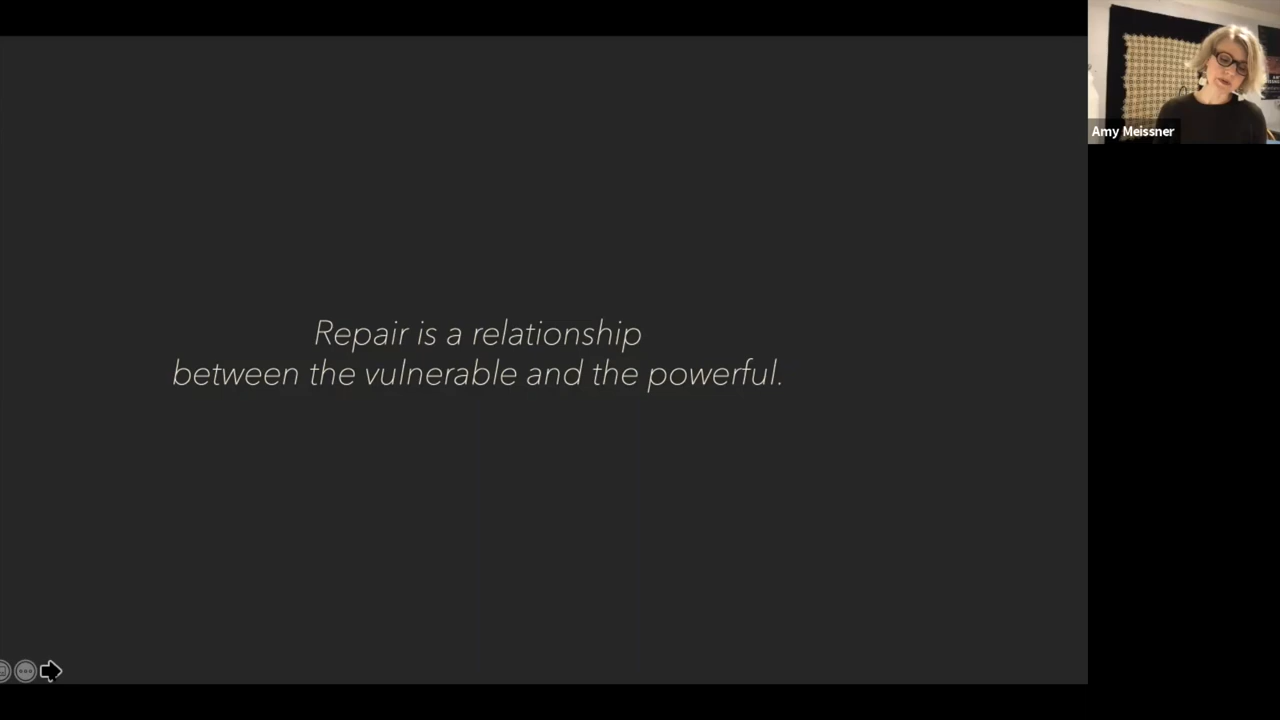 Repair is a relationship
between the vulnerable and the powerful.
Amy Meissner